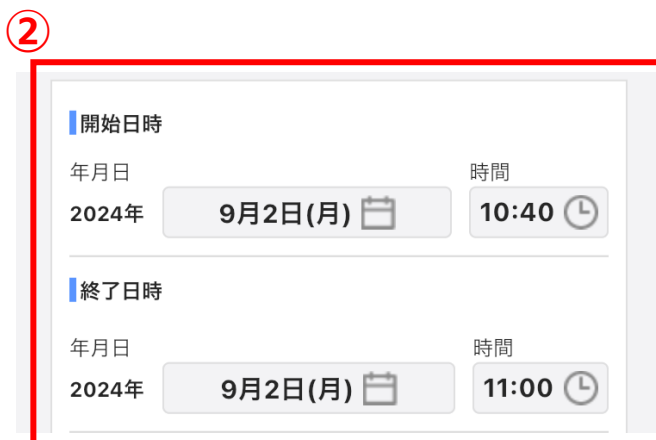 ②
開始日時
年月日 時間
2024年 9月2日(月) 10:40
終了日時
年月日 時間
2024年 9月2日(月) 11:00